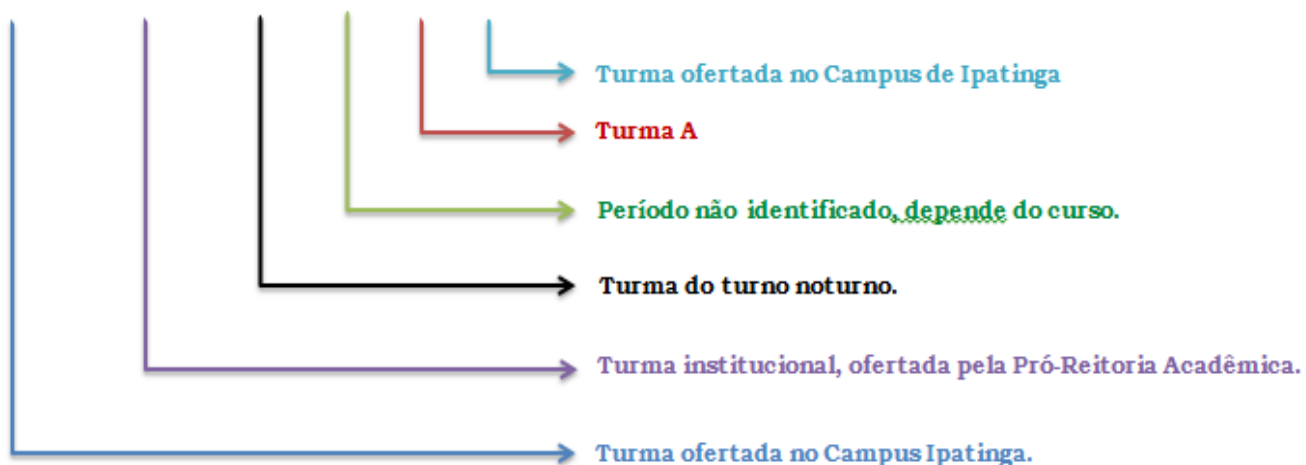 Turma ofertada no Campus de Ipatinga
Turma A
Período não identificado, depende do curso.
Turma do turno noturno.
Turma institucional, ofertada pela Pró-Reitoria Acadêmica.
Turma ofertada no Campus Ipatinga.